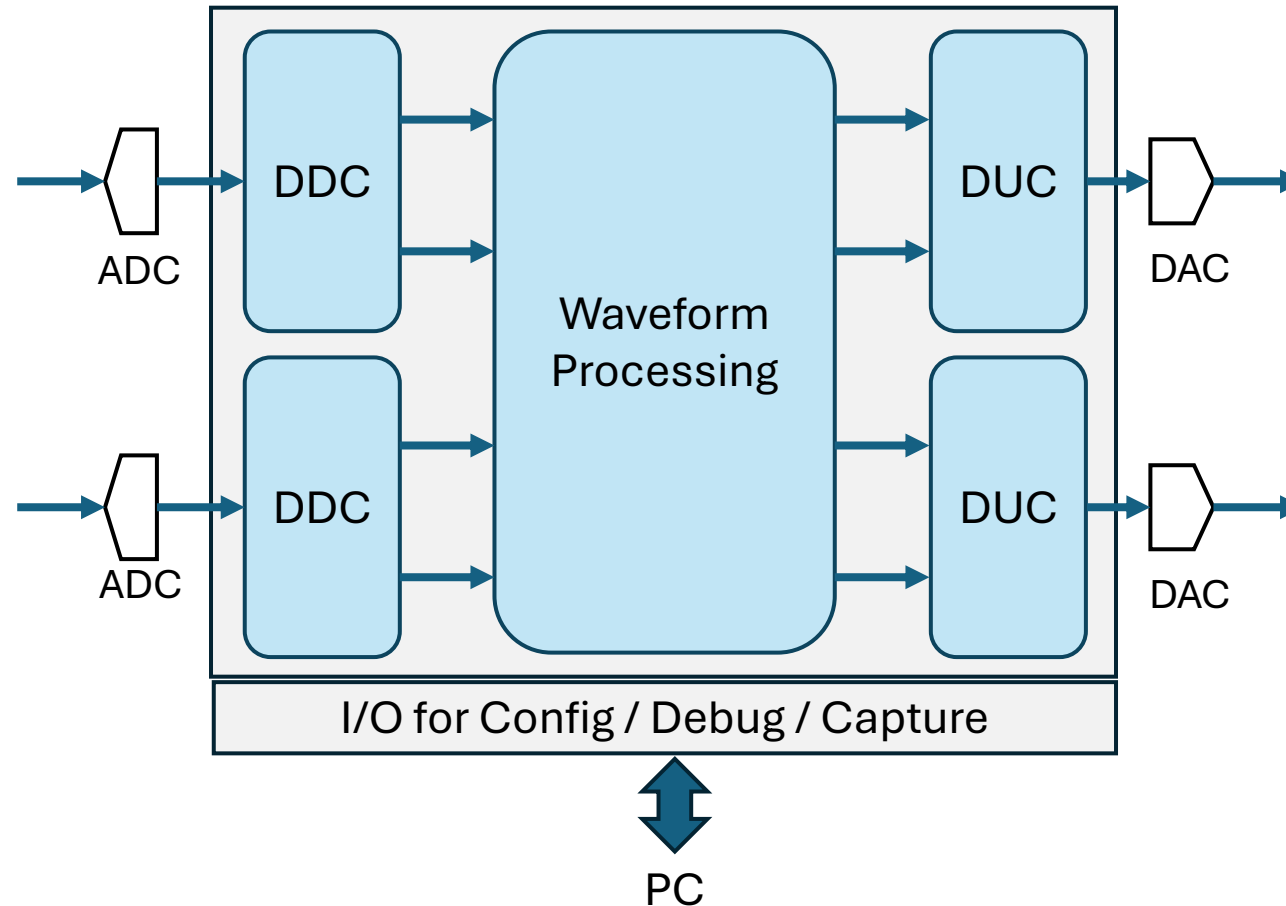 DDC
DUC
ADC
DAC
Waveform
Processing
DDC
DUC
ADC
DAC
I/O for Config / Debug / Capture
PC